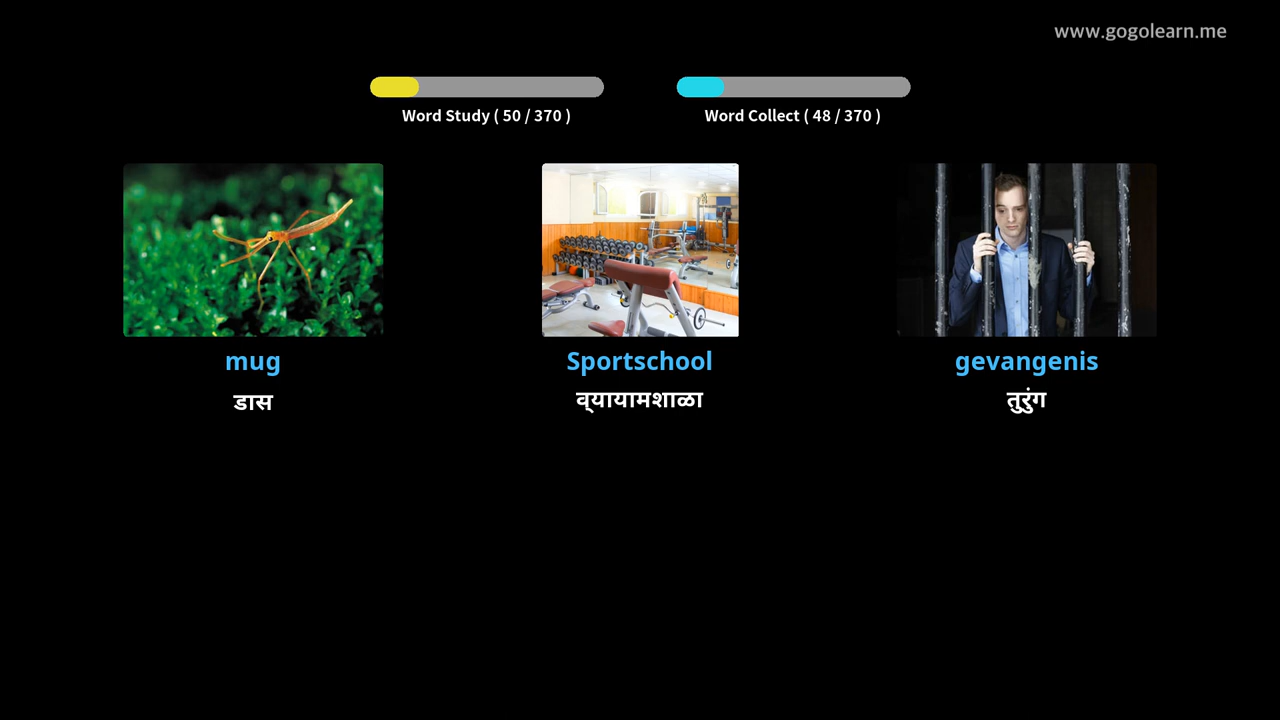 www.gogolearn.me
Word Study ( 50 / 370 )
Word Collect ( 48 / 370 )
mug
Sportschool
gevangenis
डास
व्यायामशाळा
तुरुंग